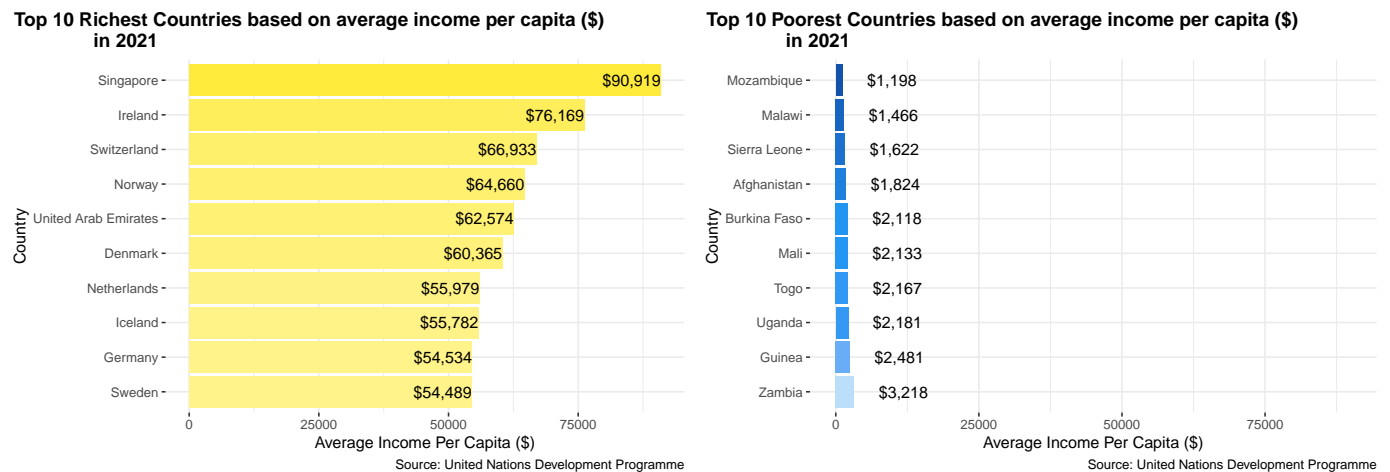 Top 10 Richest Countries based on average income per capita ($)
in 2021
Country
Singapore
$90,919
Ireland
$76,169
Switzerland
$66,933
Norway
$64,660
United Arab Emirates
$62,574
Denmark
$60,365
Netherlands
$55,979
Iceland
$55,782
Germany
$54,534
Sweden
$54,489
0 25000 50000 75000
Average Income Per Capita ($)
Source: United Nations Development Programme
Top 10 Poorest Countries based on average income per capita ($)
in 2021
Country
Mozambique
$1,198
Malawi
$1,466
Sierra Leone
$1,622
Afghanistan
$1,824
Burkina Faso
$2,118
Mali
$2,133
Togo
$2,167
Uganda
$2,181
Guinea
$2,481
Zambia
$3,218
0 25000 50000 75000
Average Income Per Capita ($)
Source: United Nations Development Programme